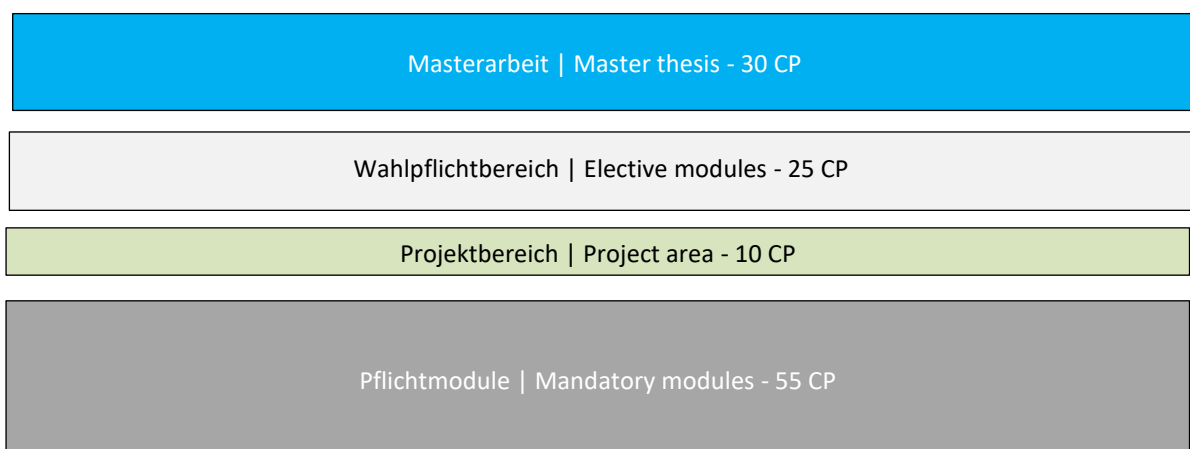 Masterarbeit | Master thesis - 30 CP
Wahlpflichtbereich | Elective modules - 25 CP
Projektbereich | Project area - 10 CP
Pflichtmodule | Mandatory modules - 55 CP